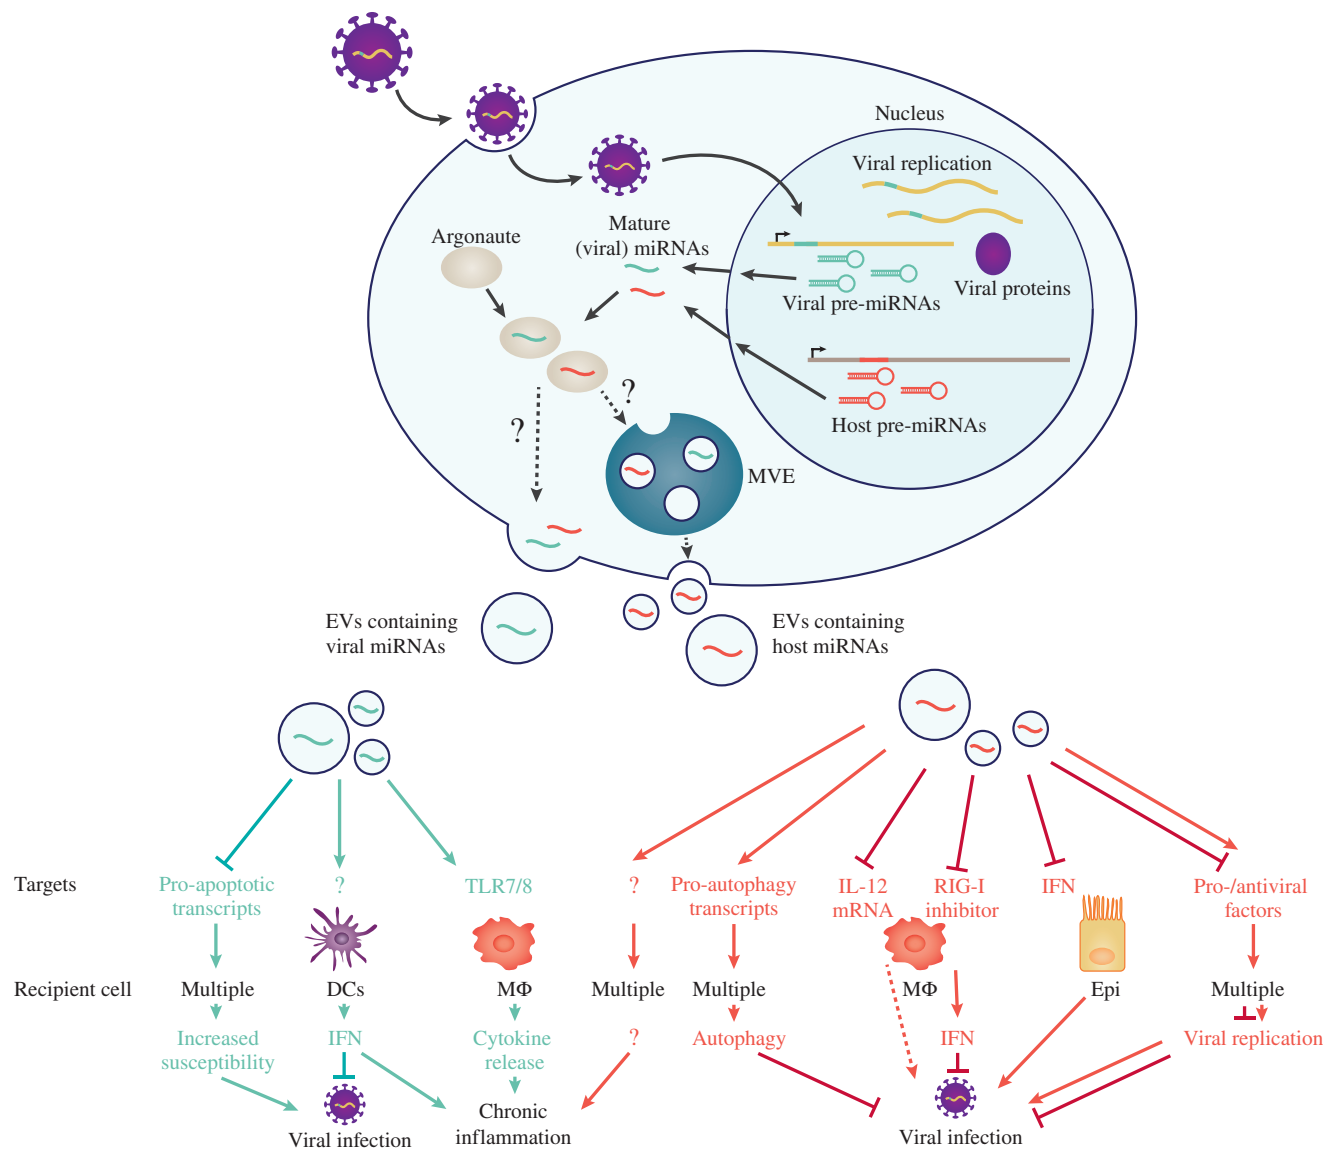 Nucleus
Viral replication
Mature
(viral) miRNAs
Argonaute
Viral proteins
Viral pre-miRNAs
?
?
Host pre-miRNAs
MVE
EVs containing
viral miRNAs
EVs containing
host miRNAs
Targets
Pro-apoptotic
transcripts
?
TLR7/8
?
Pro-autophagy
transcripts
IL-12
mRNA
RIG-I
inhibitor
IFN
Pro-/antiviral
factors
Recipient cell
Multiple
DCs
MΦ
Multiple
Multiple
MΦ
Epi
Multiple
Increased
susceptibility
IFN
Cytokine
release
?
Autophagy
IFN
Viral replication
Viral infection
Chronic
inflammation
Viral infection